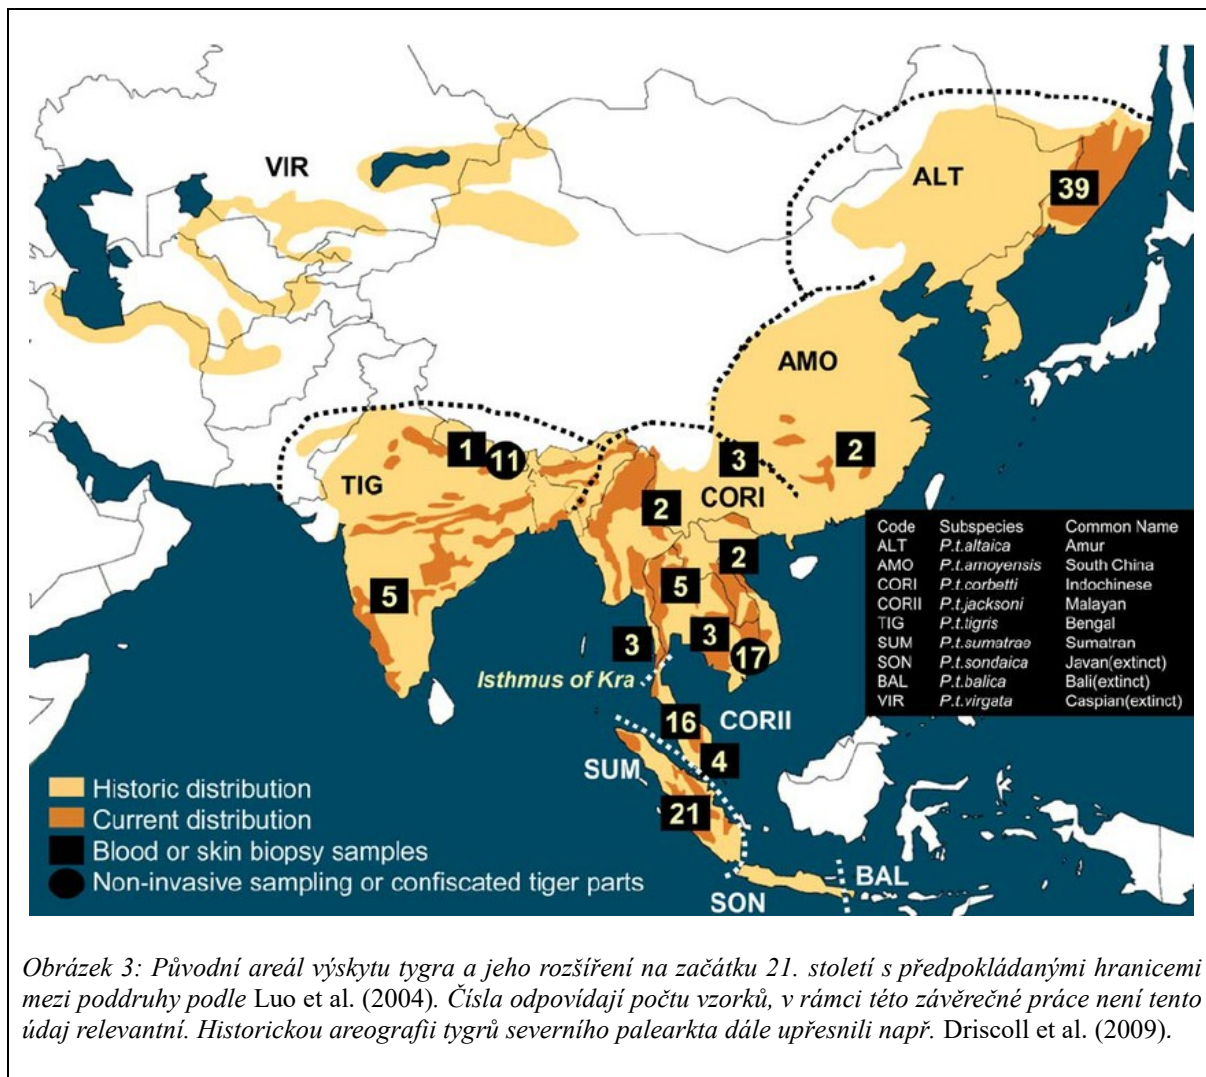 VIR
ALT
39
AMO
1
11
3
2
TIG
CORI
2
Code Subspecies Common Name
ALT P.t.altaica Amur
AMO P.t.amoyensis South China
CORI P.t.corbetti Indochinese
CORII P.t.jacksoni Malayan
TIG P.t.tigris Bengal
SUM P.t.sumatrae Sumatran
SON P.t.sondaica Javan(extinct)
BAL P.t.balica Bali(extinct)
VIR P.t.virgata Caspian(extinct)
2
5
5
3
3
17
Isthmus of Kra
16
CORII
4
SUM
21
Historic distribution
Current distribution
Blood or skin biopsy samples
Non-invasive sampling or confiscated tiger parts
BAL
SON
Obrázek 3: Původní areál výskytu tygra a jeho rozšíření na začátku 21. století s předpokládanými hranicemi
mezi poddruhy podle Luo et al. (2004). Čísla odpovídají počtu vzorků, v rámci této závěrečné práce není tento
údaj relevantní. Historickou areografii tygrů severního palearkta dále upřesnili např. Driscoll et al. (2009).